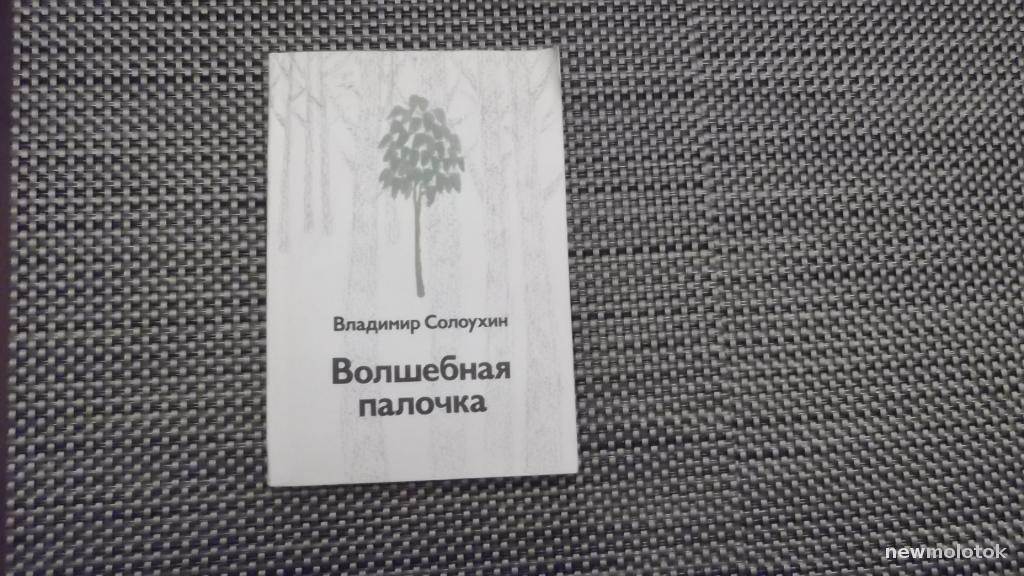 Владимир Солоухин
Волшебная
палочка
newmolotok